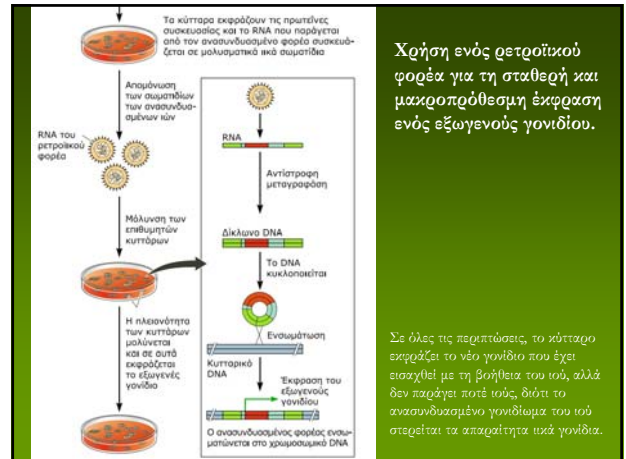 Τα κύτταρα εκφράζουν τις πρωτεΐνες
συσκευασίας και το RNA που παράγεται
από τον ανασυνδυασμένο φορέα συσκευά-
ζεται σε μολυσματικά ιικά σωματίδια
Απομόνωση
των σωματιδίων
των ανασυνδυα-
σμένων ιών
RNA του
ρετροϊικού
φορέα
Μόλυνση των
επιθυμητών
κυττάρων
Η πλειονότητα
των κυττάρων
μολύνεται
και σε αυτά
εκφράζεται
το εξωγενές
γονίδιο
RNA
Αντίστροφη
μεταγραφάση
Δίκλωνο DNA
Το DNA
κυκλοποιείται
Ενσωμάτωση
Κυτταρικό
DNA
Έκφραση του
εξωγενούς
γονιδίου
Ο ανασυνδυασμένος φορέας ενσω-
ματώνεται στο χρωμοσωμικό DNA
Χρήση ενός ρετροϊκού
φορέα για τη σταθερή και
μακροπρόθεσμη έκφραση
ενός εξωγενούς γονιδίου.
Σε όλες τις περιπτώσεις, το κύτταρο
εκφράζει το νέο γονίδιο που έχει
εισαχθεί με τη βοήθεια του ιού, αλλά
δεν παράγει ποτέ ιούς, διότι το
ανασυνδυασμένο γονιδίωμα του ιού
στερείται τα απαραίτητα ιικά γονίδια.